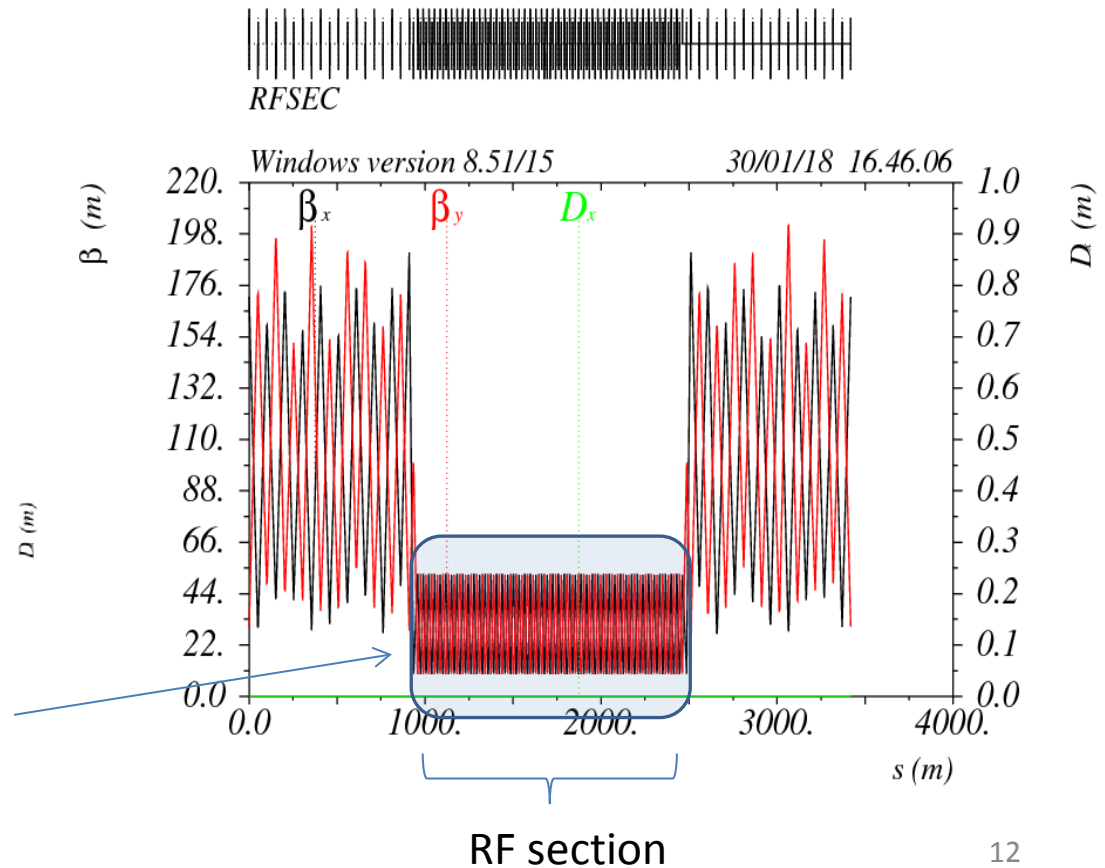 RFSEC
Windows version 8.51/15 30/01/18 16.46.06
β (m)
220.
198.
176.
154.
132.
110.
88.
66.
44.
22.
0.0
βx
βy
Dx
1.0
0.9
0.8
0.7
0.6
0.5
0.4
0.3
0.2
0.1
0.0
D (m)
D (m)
0.0 1000. 2000. 3000. 4000.
s (m)
RF section
12